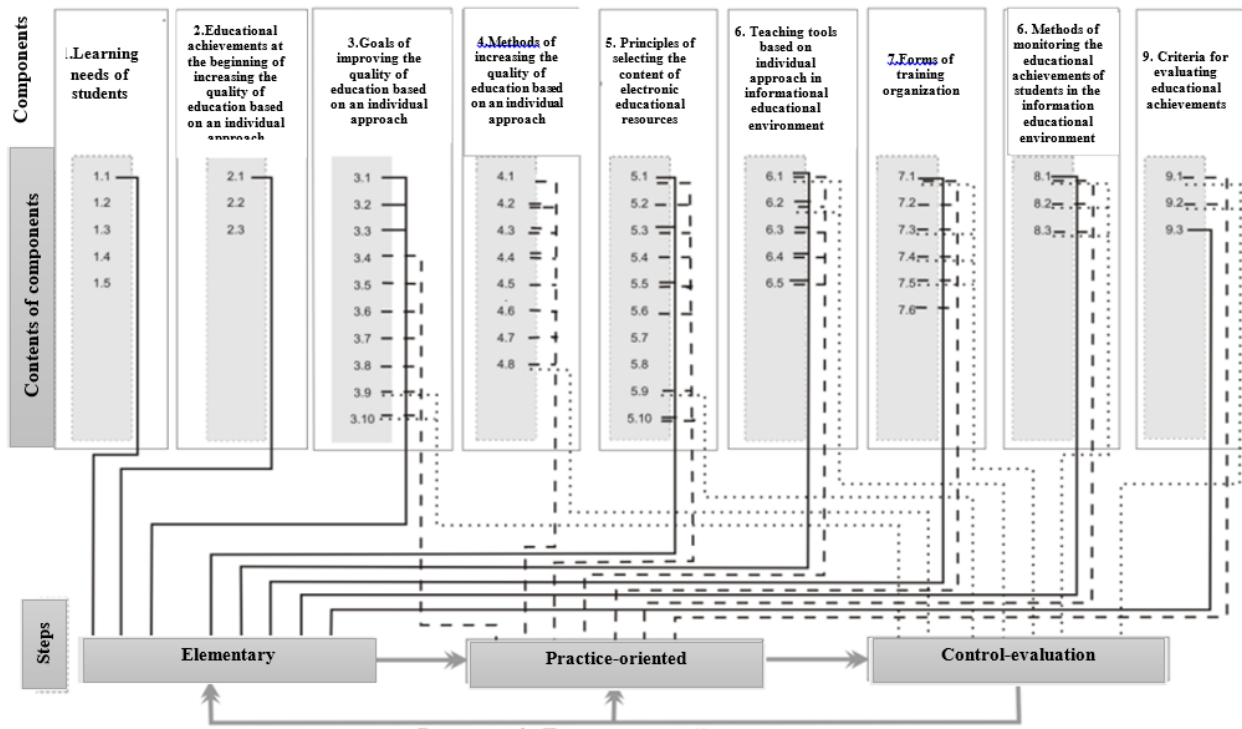 Components
1.Learning
needs of
students
2.Educational
achievements at
the beginning of
increasing the
quality of
education based
on an individual
approach
3.Goals of
improving the
quality of
education based
on an individual
approach
4.Methods of
increasing the
quality of
education based
on an individual
approach
5. Principles of
selecting the
content of
electronic
educational
resources
6. Teaching tools
based on
individual
approach in
informational
educational
environment
7.Forms of
training
organization
6. Methods of
monitoring the
educational
achievements of
students in the
information
educational
environment
9. Criteria for
evaluating
educational
achievements
Contents of components
1.1
1.2
1.3
1.4
1.5
2.1
2.2
2.3
3.1
3.2
3.3
3.4
3.5
3.6
3.7
3.8
3.9
3.10
4.1
4.2
4.3
4.4
4.5
4.6
4.7
4.8
5.1
5.2
5.3
5.4
5.5
5.6
5.7
5.8
5.9
5.10
6.1
6.2
6.3
6.4
6.5
7.1
7.2
7.3
7.4
7.5
7.6
8.1
8.2
8.3
9.1
9.2
9.3
Steps
Elementary
Practice-oriented
Control-evaluation